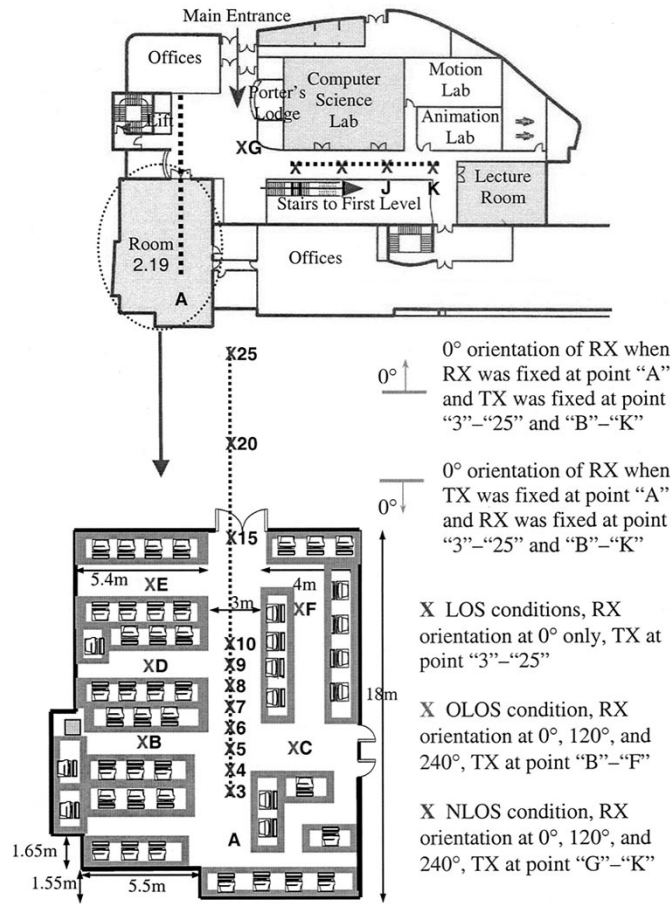 Main Entrance
Offices
Lift
Porter's
Lodge
Computer
Science
Lab
Motion
Lab
Animation
Lab
XG
X X X X
H I J K
Stairs to First Level
Lecture
Room
Room
2.19
A
Offices
X25
X20
X15
0°
0° orientation of RX when
RX was fixed at point “A”
and TX was fixed at point
“3”–“25” and “B”–“K”
0°
0° orientation of RX when
TX was fixed at point “A”
and RX was fixed at point
“3”–“25” and “B”–“K”
5.4m
4m
XE
3m
XF
X10
X9
XD
X8
X7
X6
XB
X5
XC
X4
X3
A
18m
1.65m
1.55m
5.5m
X LOS conditions, RX
orientation at 0° only, TX at
point “3”–“25”
X OLOS condition, RX
orientation at 0°, 120°, and
240°, TX at point “B”–“F”
X NLOS condition, RX
orientation at 0°, 120°, and
240°, TX at point “G”–“K”